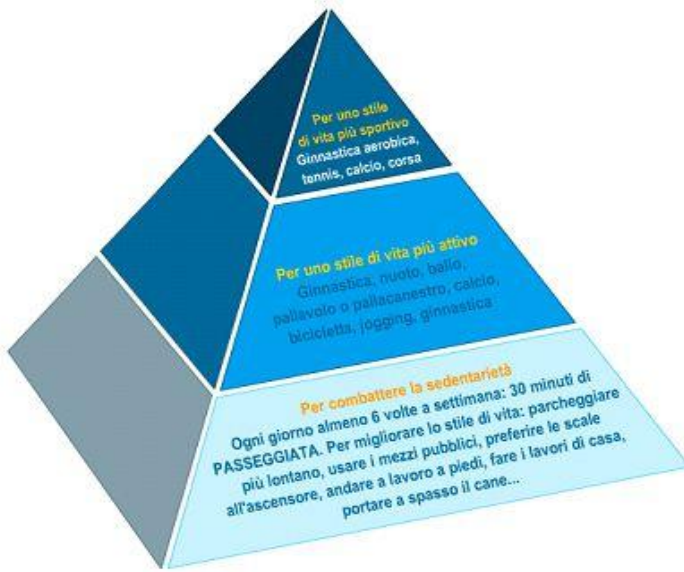 Per uno stile
di vita più sportivo
Ginnastica aerobica,
tennis, calcio, corsa
Per uno stile di vita più attivo
Ginnastica, nuoto, ballo,
pallavolo o pallacanestro, calcio,
bicicletta, jogging, ginnastica
Per combattere la sedentarietà
Ogni giorno almeno 6 volte a settimana: 30 minuti di
PASSEGGIATA. Per migliorare lo stile di vita: parcheggiare
più lontano, usare i mezzi pubblici, preferire le scale
all'ascensore, andare a lavoro a piedi, fare i lavori di casa,
portare a spasso il cane...